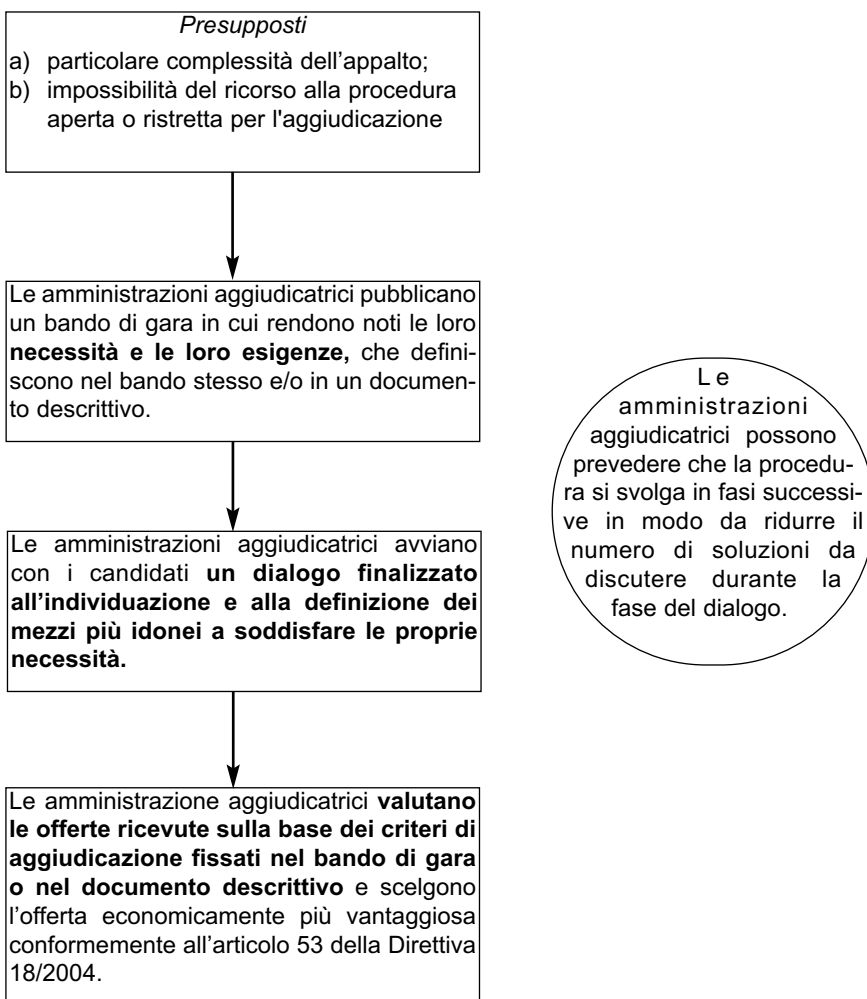 Presupposti
a) particolare complessità dell'appalto;
b) impossibilità del ricorso alla procedura
aperta o ristretta per l'aggiudicazione
Le amministrazioni aggiudicatrici pubblicano
un bando di gara in cui rendono noti le loro
necessità e le loro esigenze, che defini-
scono nel bando stesso e/o in un documen-
to descrittivo.
Le amministrazioni aggiudicatrici avviano
con i candidati un dialogo finalizzato
all'individuazione e alla definizione dei
mezzi più idonei a soddisfare le proprie
necessità.
Le amministrazione aggiudicatrici valutano
le offerte ricevute sulla base dei criteri di
aggiudicazione fissati nel bando di gara
o nel documento descrittivo e scelgono
l'offerta economicamente più vantaggiosa
conformemente all'articolo 53 della Direttiva
18/2004.
Le
amministrazioni
aggiudicatrici possono
prevedere che la procedu-
ra si svolga in fasi successi-
ve in modo da ridurre il
numero di soluzioni da
discutere durante la
fase del dialogo.